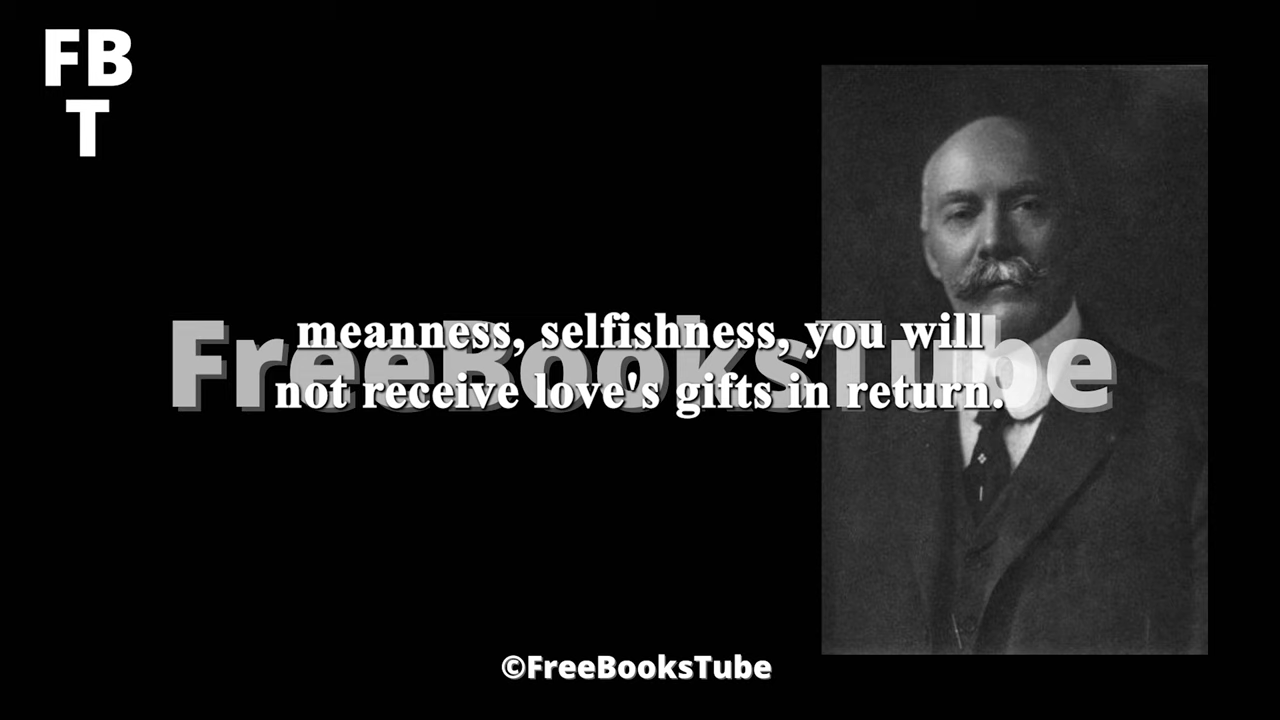 FB
T
FreeBooksTube
meanness, selfishness, you will
not receive love's gifts in return.
©FreeBooksTube